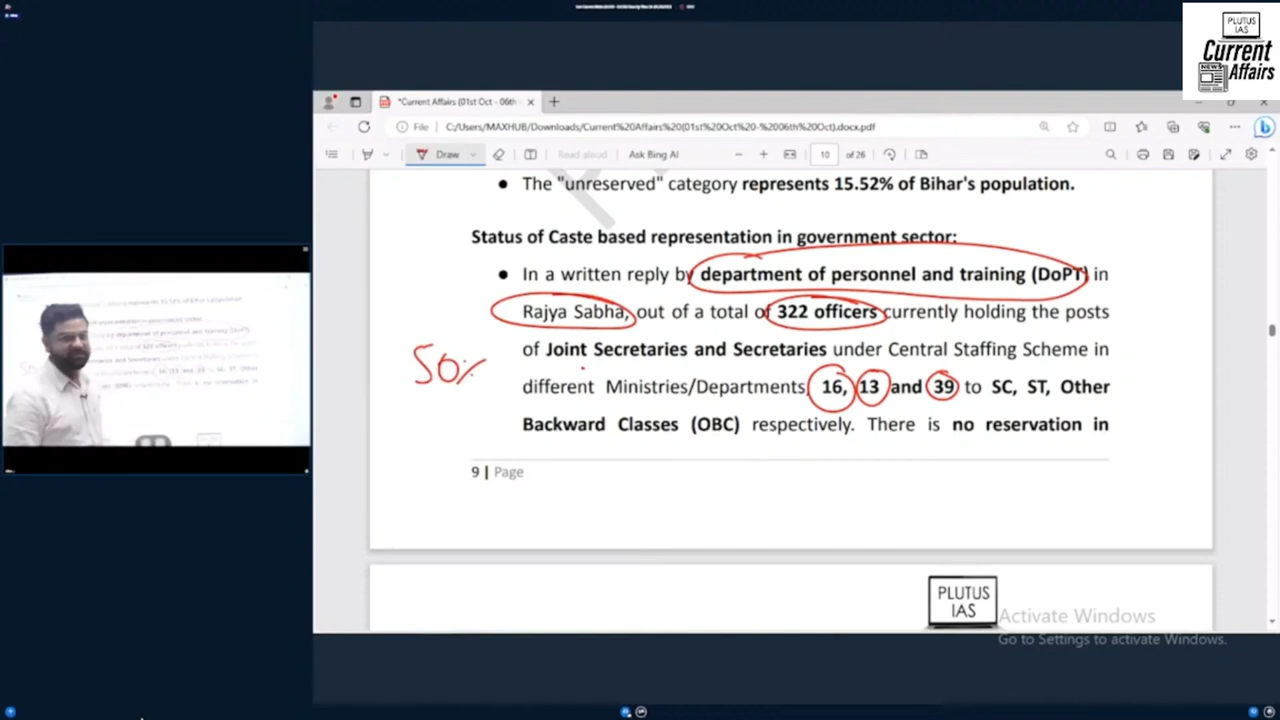 PLUTUS
IAS
Current
NEWS
Affairs
*Current Affairs (01st Oct - 06th
File C:/Users/MAXHUB/Downloads/Current%20Affairs%20(01st%20Oct%20-%2006th%20Oct).docx.pdf
Draw Read aloud Ask Bing AI 10 of 26
• The "unreserved" category represents 15.52% of Bihar's population.
Status of Caste based representation in government sector:
• In a written reply by department of personnel and training (DoPT) in
Rajya Sabha, out of a total of 322 officers currently holding the posts
of Joint Secretaries and Secretaries under Central Staffing Scheme in
50%
different Ministries/Departments, 16, 13 and 39 to SC, ST, Other
Backward Classes (OBC) respectively. There is no reservation in
9 | Page
PLUTUS
IAS
Activate Windows
Go to Settings to activate Windows.